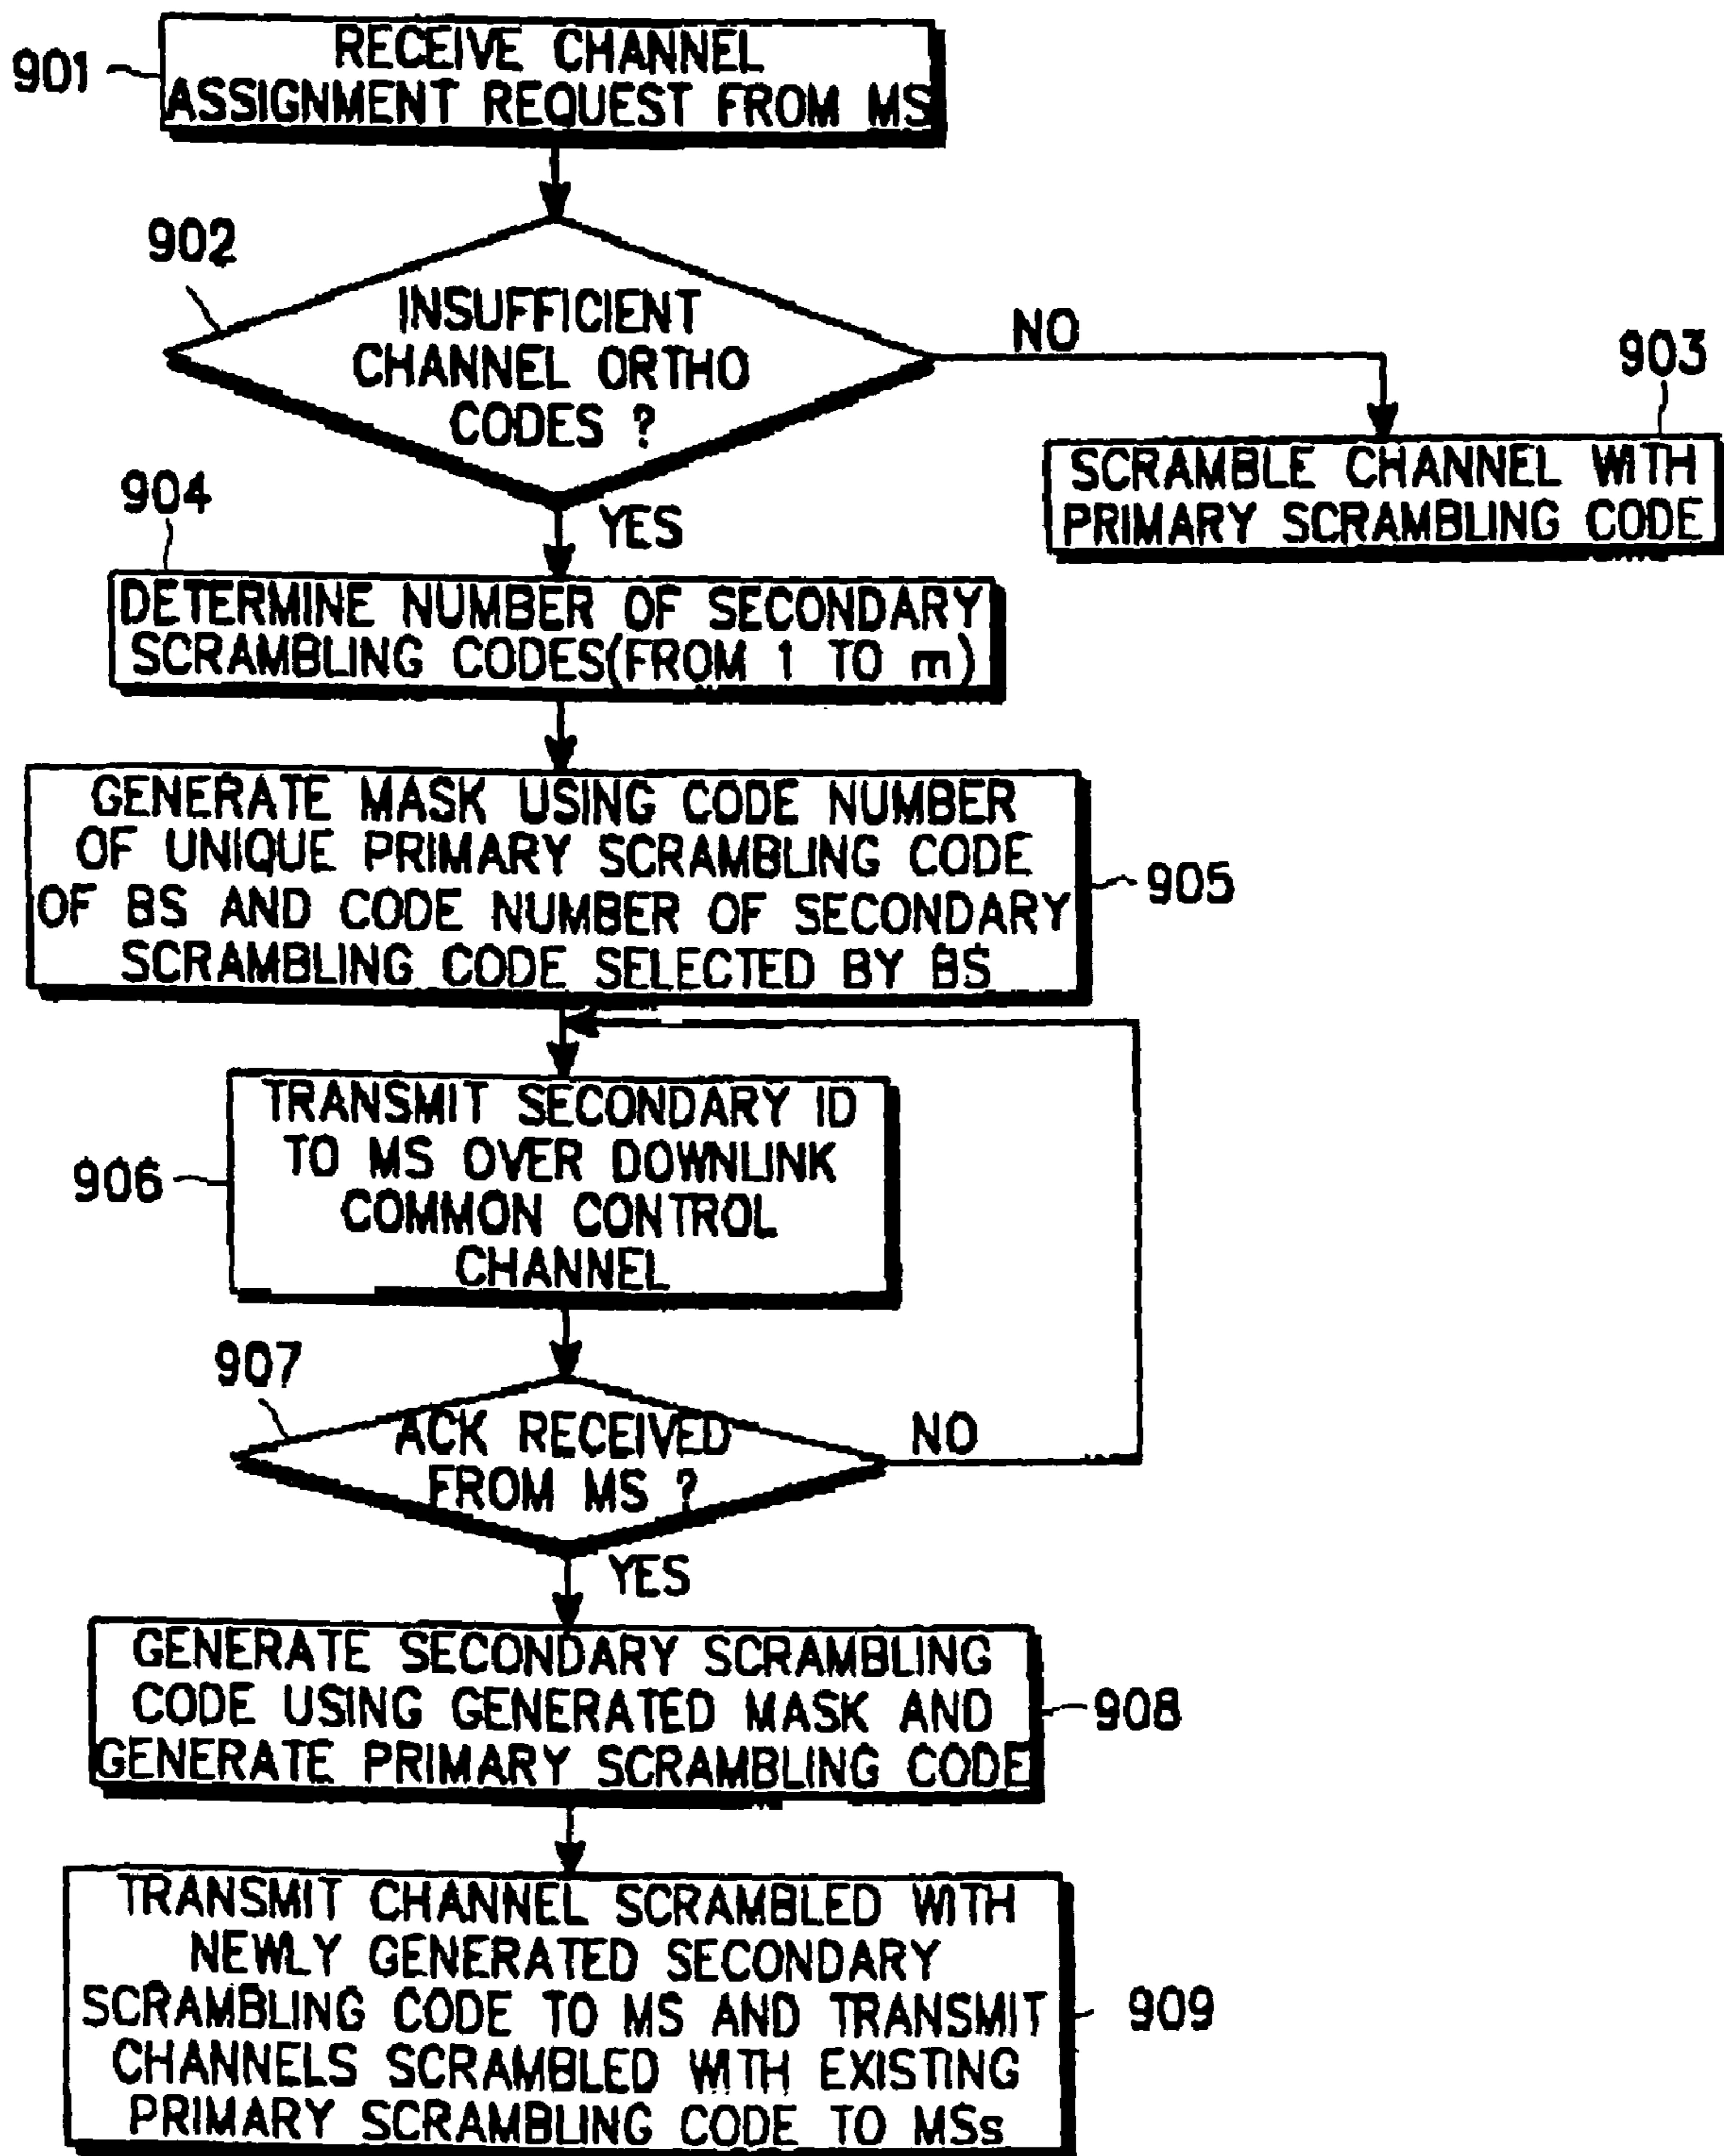 901
RECEIVE CHANNEL
ASSIGNMENT REQUEST FROM MS
902
INSUFFICIENT
CHANNEL ORTHO
CODES ?
NO
903
SCRAMBLE CHANNEL WITH
PRIMARY SCRAMBLING CODE
YES
904
DETERMINE NUMBER OF SECONDARY
SCRAMBLING CODES(FROM 1 TO m)
GENERATE MASK USING CODE NUMBER
OF UNIQUE PRIMARY SCRAMBLING CODE
OF BS AND CODE NUMBER OF SECONDARY
SCRAMBLING CODE SELECTED BY BS
905
TRANSMIT SECONDARY ID
TO MS OVER DOWNLINK
COMMON CONTROL
CHANNEL
906
907
ACK RECEIVED
FROM MS ?
NO
YES
GENERATE SECONDARY SCRAMBLING
CODE USING GENERATED MASK AND
GENERATE PRIMARY SCRAMBLING CODE
908
TRANSMIT CHANNEL SCRAMBLED WITH
NEWLY GENERATED SECONDARY
SCRAMBLING CODE TO MS AND TRANSMIT
CHANNELS SCRAMBLED WITH EXISTING
PRIMARY SCRAMBLING CODE TO MSs
909